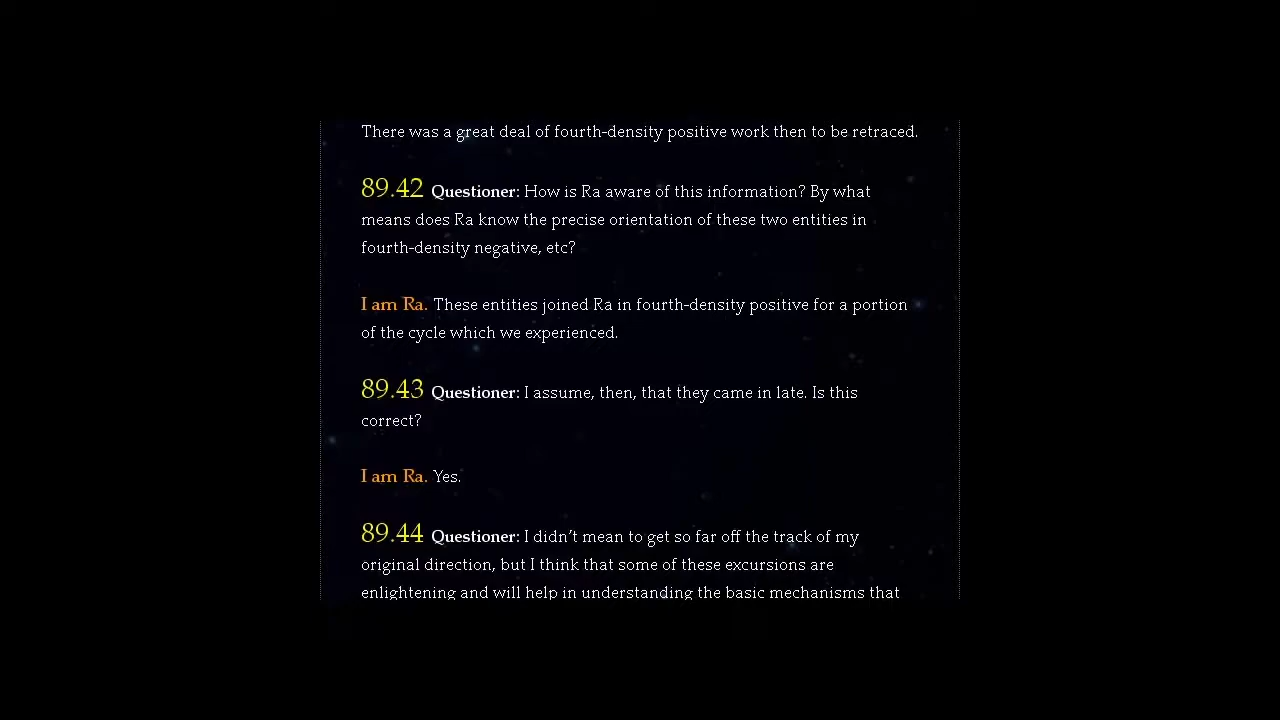 There was a great deal of fourth-density positive work then to be retraced.
89.42 Questioner: How is Ra aware of this information? By what
means does Ra know the precise orientation of these two entities in
fourth-density negative, etc?
I am Ra. These entities joined Ra in fourth-density positive for a portion
of the cycle which we experienced.
89.43 Questioner: I assume, then, that they came in late. Is this
correct?
I am Ra. Yes.
89.44 Questioner: I didn’t mean to get so far off the track of my
original direction, but I think that some of these excursions are
enlightening and will help in understanding the basic mechanisms that